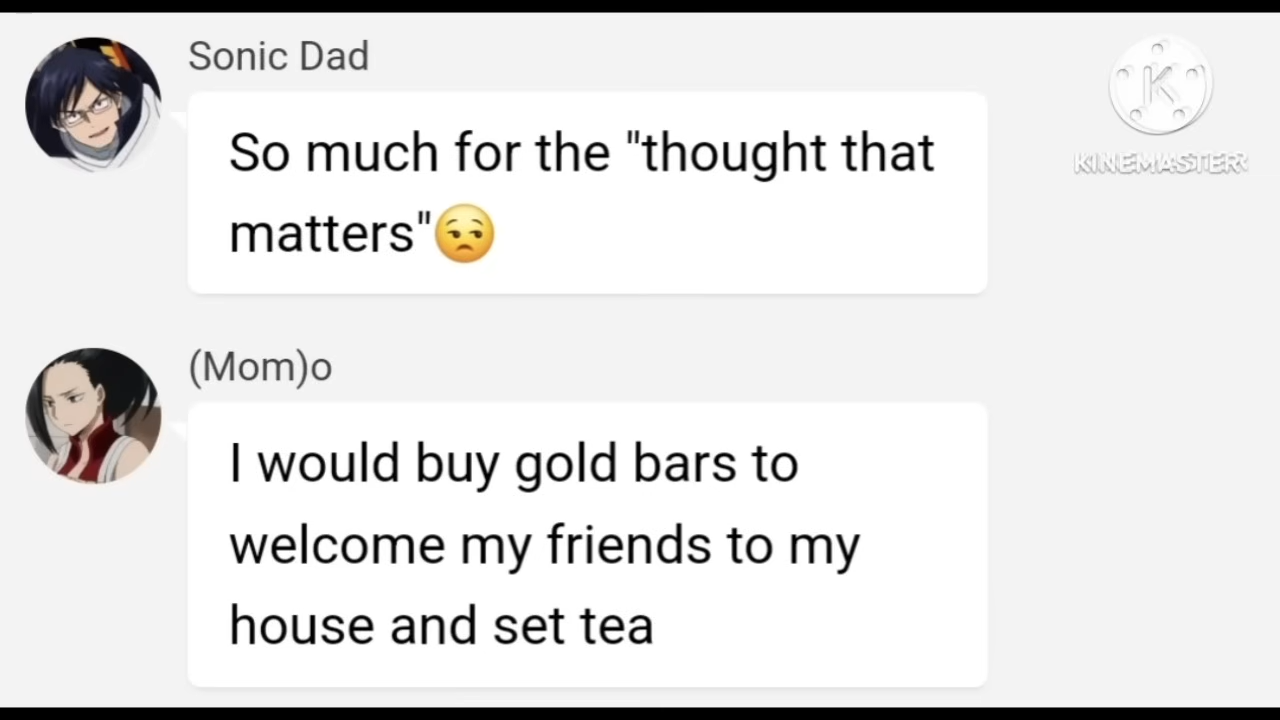 Sonic Dad
So much for the "thought that
matters"😒
(Mom)o
I would buy gold bars to
welcome my friends to my
house and set tea
K
KINEMASTER